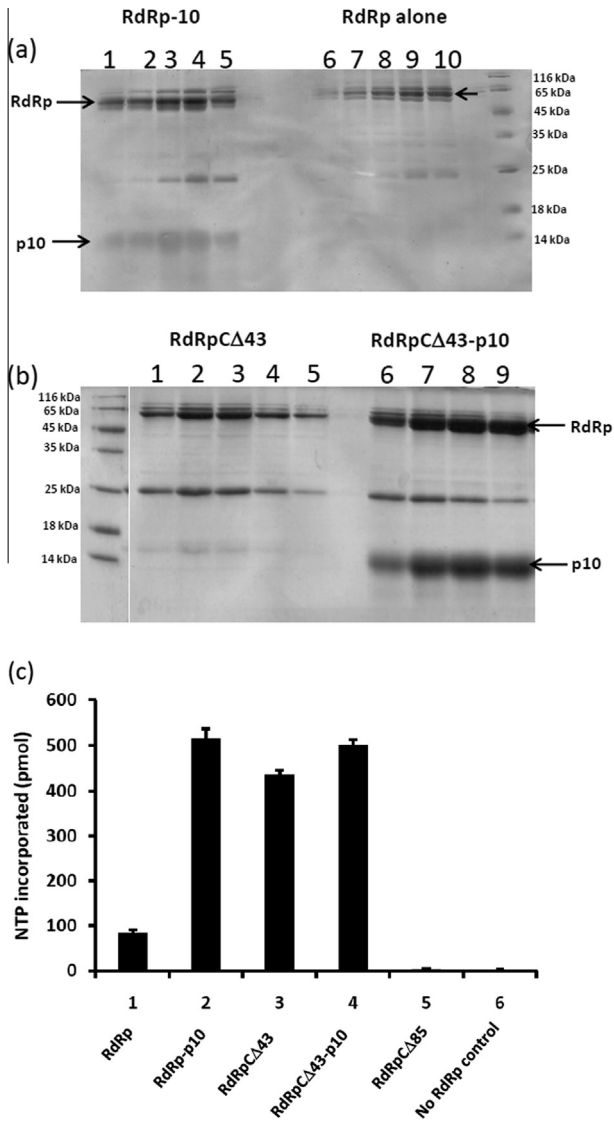 RdRp-10 RdRp alone
(a)
1 2 3 4 5 6 7 8 9 10
116 kDa
RdRp
65 kDa
45 kDa
35 kDa
25 kDa
18 kDa
p10
14 kDa
RdRpCΔ43 RdRpCΔ43-p10
(b)
1 2 3 4 5 6 7 8 9
116 kDa
65 kDa
45 kDa
RdRp
35 kDa
25 kDa
18 kDa
14 kDa
p10
(c)
NTP incorporated (pmol)
600
500
400
300
200
100
0
1 2 3 4 5 6
RdRp
RdRp-p10
RdRpCΔ43
RdRpCΔ43-p10
RdRpCΔ85
No RdRp control